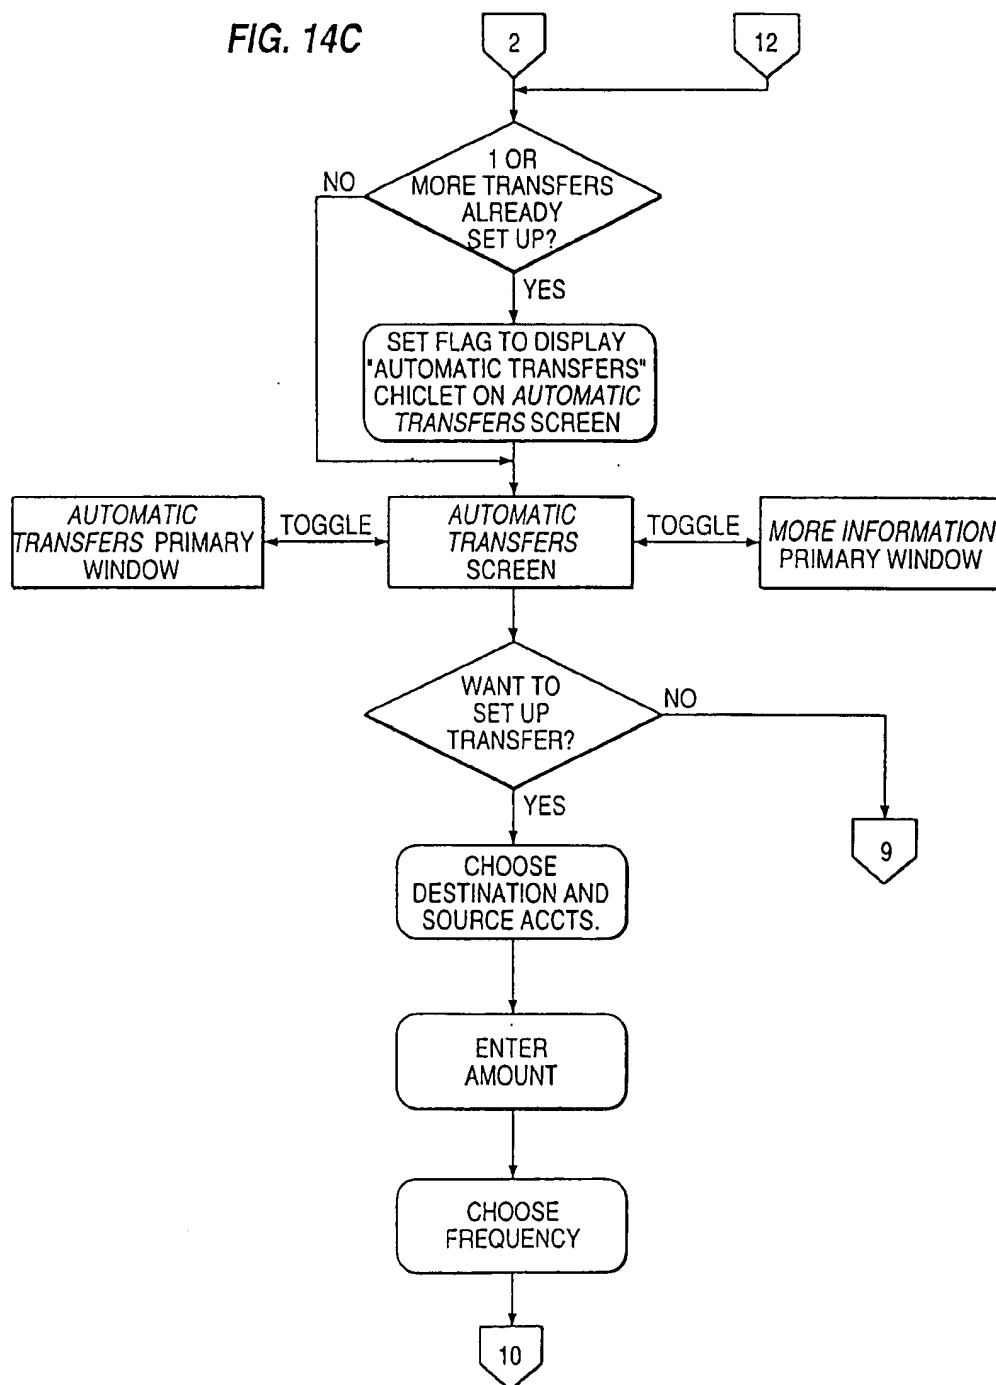 FIG. 14C
2
12
1 OR
MORE TRANSFERS
ALREADY
SET UP?
NO
YES
SET FLAG TO DISPLAY
"AUTOMATIC TRANSFERS"
CHICLET ON AUTOMATIC
TRANSFERS SCREEN
AUTOMATIC
TRANSFERS PRIMARY
WINDOW
TOGGLE
AUTOMATIC
TRANSFERS
SCREEN
TOGGLE
MORE INFORMATION
PRIMARY WINDOW
WANT TO
SET UP
TRANSFER?
NO
YES
9
CHOOSE
DESTINATION AND
SOURCE ACCTS.
ENTER
AMOUNT
CHOOSE
FREQUENCY
10